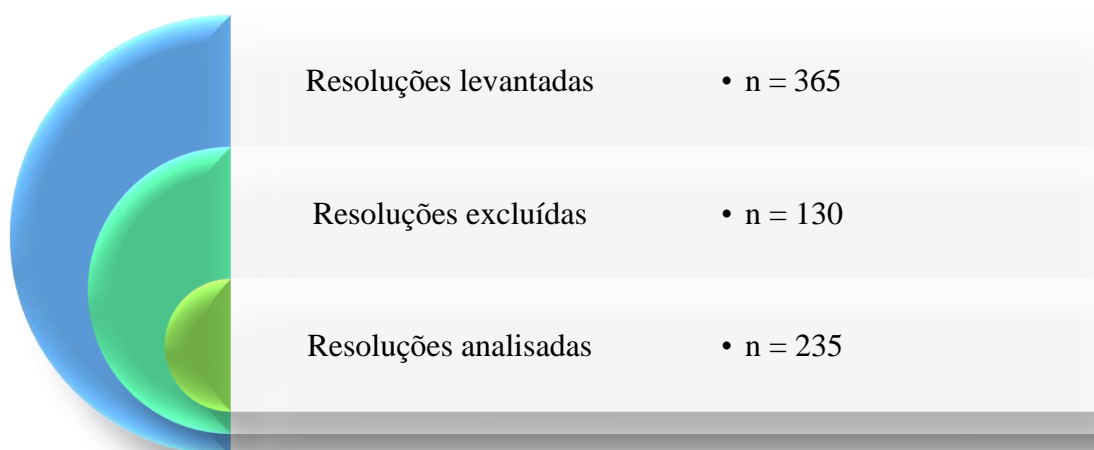 Resoluções levantadas • n = 365
Resoluções excluídas • n = 130
Resoluções analisadas • n = 235